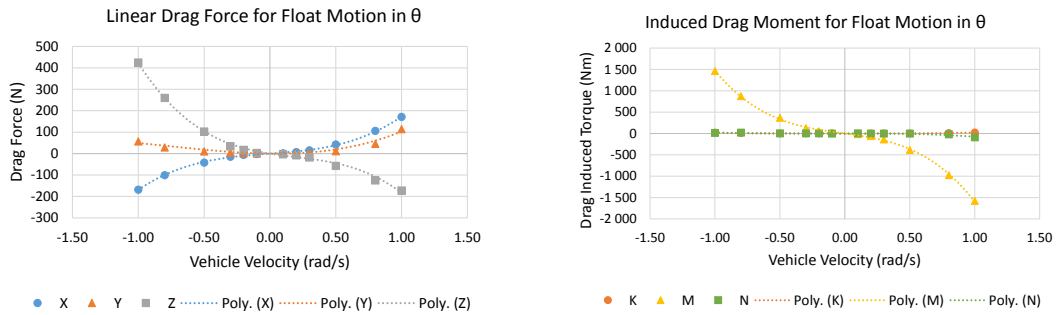 Linear Drag Force for Float Motion in θ
500
400
300
200
100
0
-100
-200
-300
Drag Force (N)
-1.50 -1.00 -0.50 0.00 0.50 1.00 1.50
Vehicle Velocity (rad/s)
X Y Z Poly. (X) Poly. (Y) Poly. (Z)
Induced Drag Moment for Float Motion in θ
2 000
1 500
1 000
500
0
-500
-1 000
-1 500
-2 000
Drag Induced Torque (Nm)
-1.50 -1.00 -0.50 0.00 0.50 1.00 1.50
Vehicle Velocity (rad/s)
K M N Poly. (K) Poly. (M) Poly. (N)